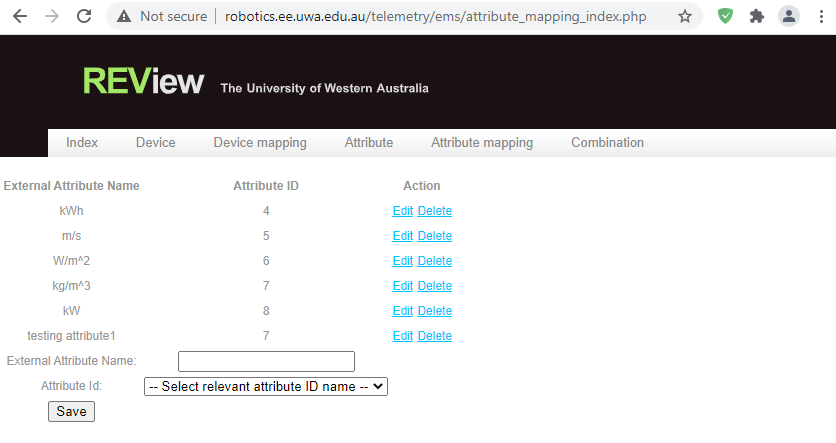 Not secure | robotics.ee.uwa.edu.au/telemetry/ems/attribute_mapping_index.php
REView The University of Western Australia
Index Device Device mapping Attribute Attribute mapping Combination
External Attribute Name Attribute ID Action
kWh 4 Edit Delete
m/s 5 Edit Delete
W/m^2 6 Edit Delete
kg/m^3 7 Edit Delete
kW 8 Edit Delete
testing attribute1 7 Edit Delete
External Attribute Name:
Attribute Id: -- Select relevant attribute ID name --
Save